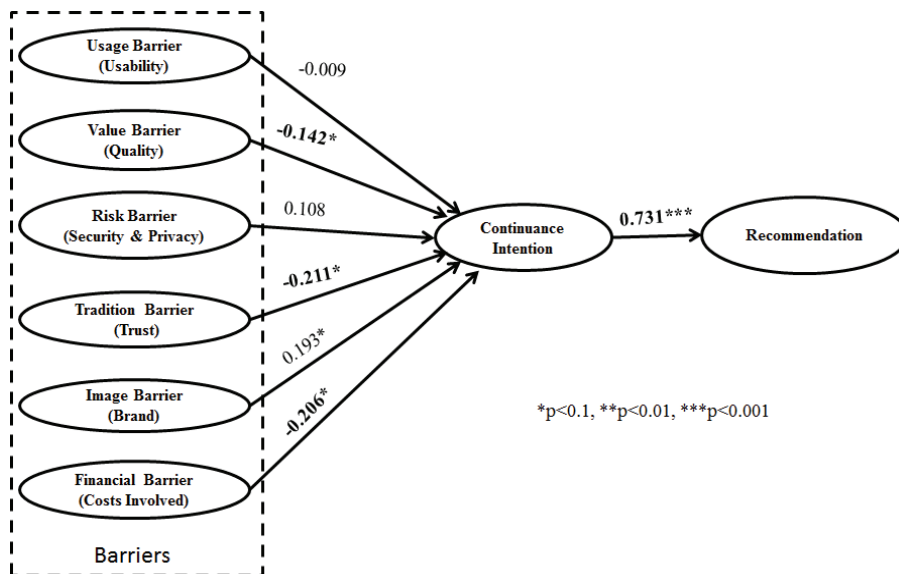 Usage Barrier
(Usability)
-0.009
Value Barrier
(Quality)
-0.142*
Risk Barrier
(Security & Privacy)
0.108
Continuance
Intention
0.731***
Recommendation
Tradition Barrier
(Trust)
-0.211*
Image Barrier
(Brand)
0.193*
Financial Barrier
(Costs Involved)
-0.206*
*p<0.1, **p<0.01, ***p<0.001
Barriers